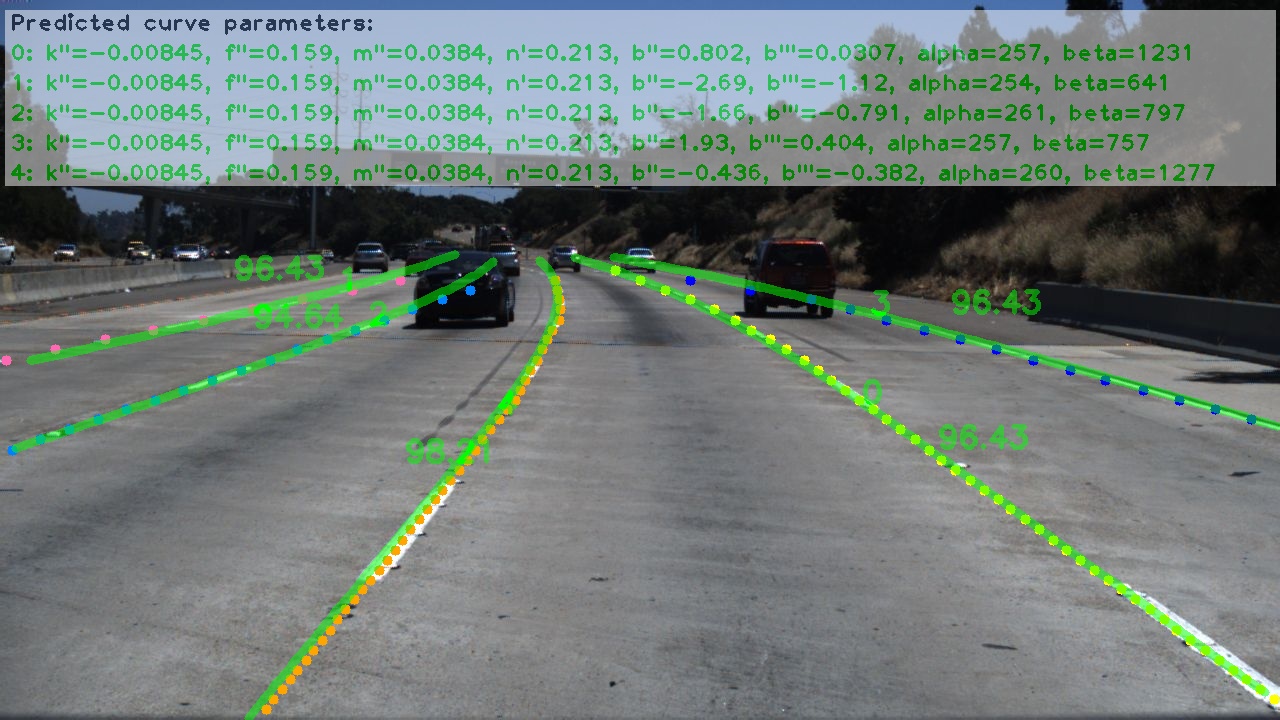 Predicted curve parameters:
0: k''=-0.00845, f''=0.159, m''=0.0384, n'=0.213, b''=0.802, b'''=0.0307, alpha=257, beta=1231
1: k''=-0.00845, f''=0.159, m''=0.0384, n'=0.213, b''=-2.69, b'''=-1.12, alpha=254, beta=641
2: k''=-0.00845, f''=0.159, m''=0.0384, n'=0.213, b''=-1.66, b'''=-0.791, alpha=261, beta=797
3: k''=-0.00845, f''=0.159, m''=0.0384, n'=0.213, b''=1.93, b'''=0.404, alpha=257, beta=757
4: k''=-0.00845, f''=0.159, m''=0.0384, n'=0.213, b''=-0.436, b'''=-0.382, alpha=260, beta=1277
96.43 1
94.64 2
3 96.43
0
96.43